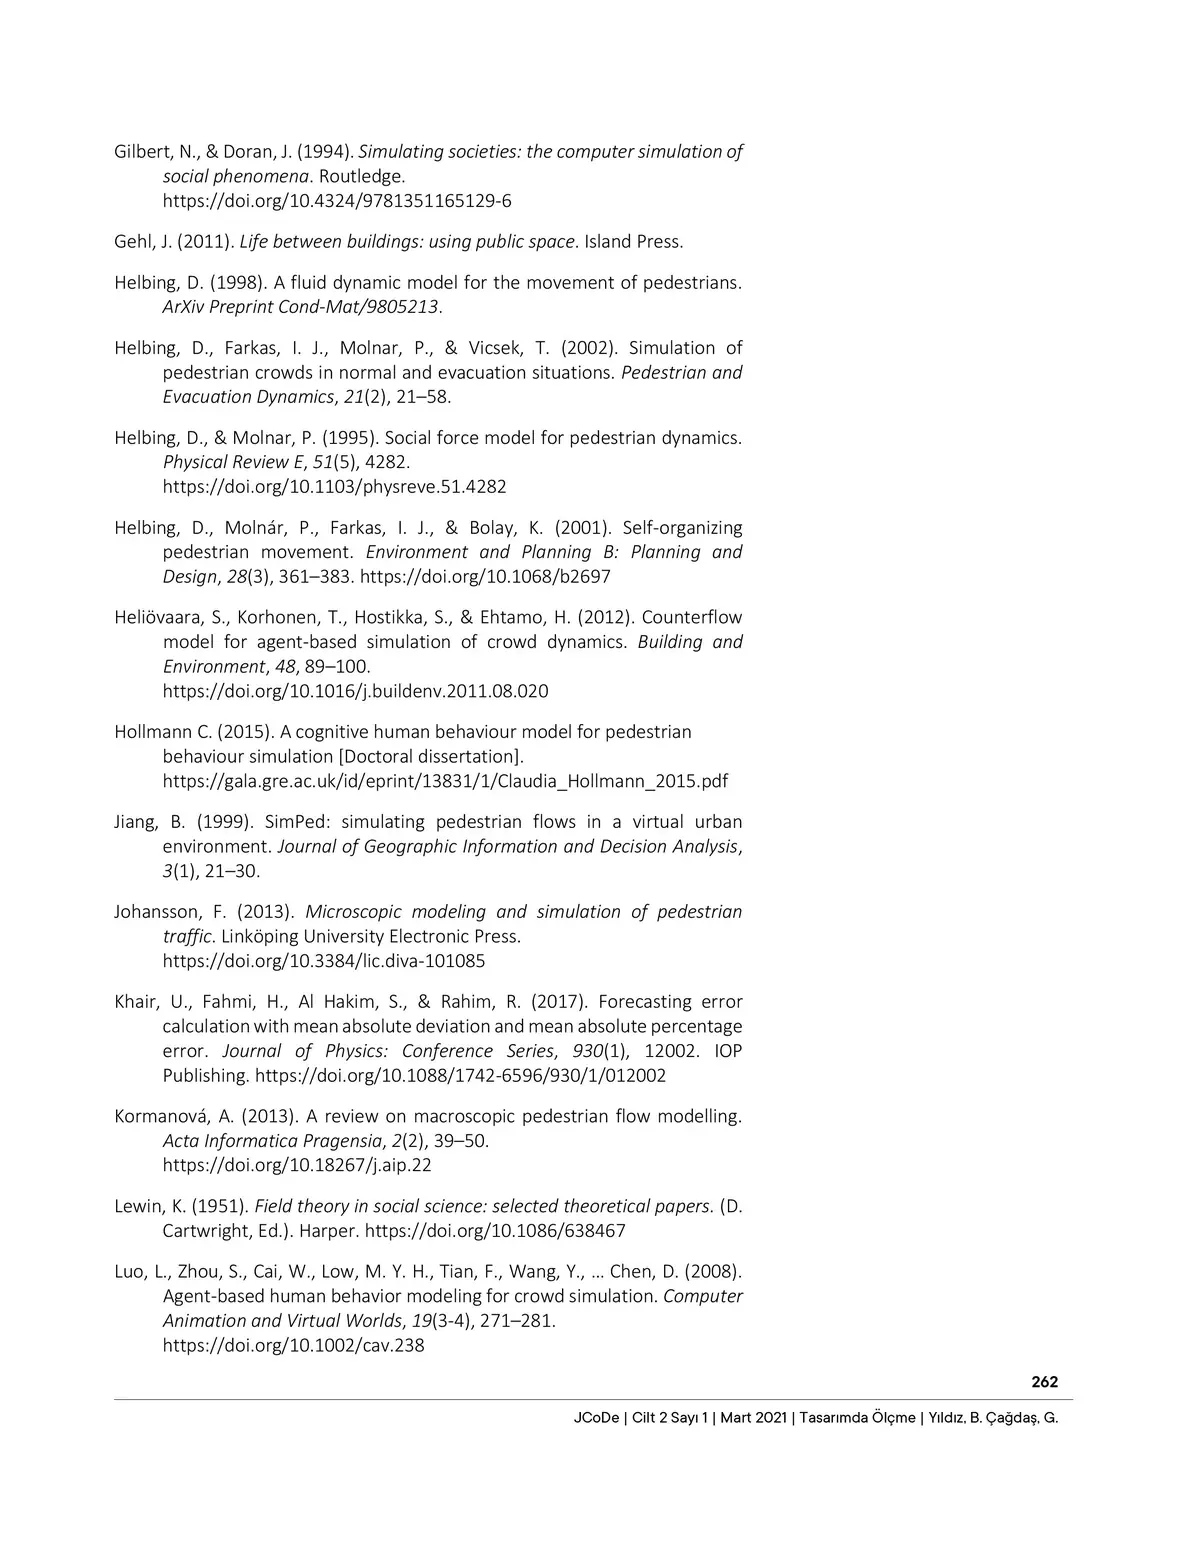 Gilbert, N., & Doran, J. (1994). Simulating societies: the computer simulation of
social phenomena. Routledge.
https://doi.org/10.4324/9781351165129-6
Gehl, J. (2011). Life between buildings: using public space. Island Press.
Helbing, D. (1998). A fluid dynamic model for the movement of pedestrians.
ArXiv Preprint Cond-Mat/9805213.
Helbing, D., Farkas, I. J., Molnar, P., & Vicsek, T. (2002). Simulation of
pedestrian crowds in normal and evacuation situations. Pedestrian and
Evacuation Dynamics, 21(2), 21–58.
Helbing, D., & Molnar, P. (1995). Social force model for pedestrian dynamics.
Physical Review E, 51(5), 4282.
https://doi.org/10.1103/physreve.51.4282
Helbing, D., Molnár, P., Farkas, I. J., & Bolay, K. (2001). Self-organizing
pedestrian movement. Environment and Planning B: Planning and
Design, 28(3), 361–383. https://doi.org/10.1068/b2697
Heliövaara, S., Korhonen, T., Hostikka, S., & Ehtamo, H. (2012). Counterflow
model for agent-based simulation of crowd dynamics. Building and
Environment, 48, 89–100.
https://doi.org/10.1016/j.buildenv.2011.08.020
Hollmann C. (2015). A cognitive human behaviour model for pedestrian
behaviour simulation [Doctoral dissertation].
https://gala.gre.ac.uk/id/eprint/13831/1/Claudia_Hollmann_2015.pdf
Jiang, B. (1999). SimPed: simulating pedestrian flows in a virtual urban
environment. Journal of Geographic Information and Decision Analysis,
3(1), 21–30.
Johansson, F. (2013). Microscopic modeling and simulation of pedestrian
traffic. Linköping University Electronic Press.
https://doi.org/10.3384/lic.diva-101085
Khair, U., Fahmi, H., Al Hakim, S., & Rahim, R. (2017). Forecasting error
calculation with mean absolute deviation and mean absolute percentage
error. Journal of Physics: Conference Series, 930(1), 12002. IOP
Publishing. https://doi.org/10.1088/1742-6596/930/1/012002
Kormanová, A. (2013). A review on macroscopic pedestrian flow modelling.
Acta Informatica Pragensia, 2(2), 39–50.
https://doi.org/10.18267/j.aip.22
Lewin, K. (1951). Field theory in social science: selected theoretical papers. (D.
Cartwright, Ed.). Harper. https://doi.org/10.1086/638467
Luo, L., Zhou, S., Cai, W., Low, M. Y. H., Tian, F., Wang, Y., … Chen, D. (2008).
Agent-based human behavior modeling for crowd simulation. Computer
Animation and Virtual Worlds, 19(3-4), 271–281.
https://doi.org/10.1002/cav.238
262
JCoDe | Cilt 2 Sayı 1 | Mart 2021 | Tasarımda Ölçme | Yıldız, B. Çağdaş, G.